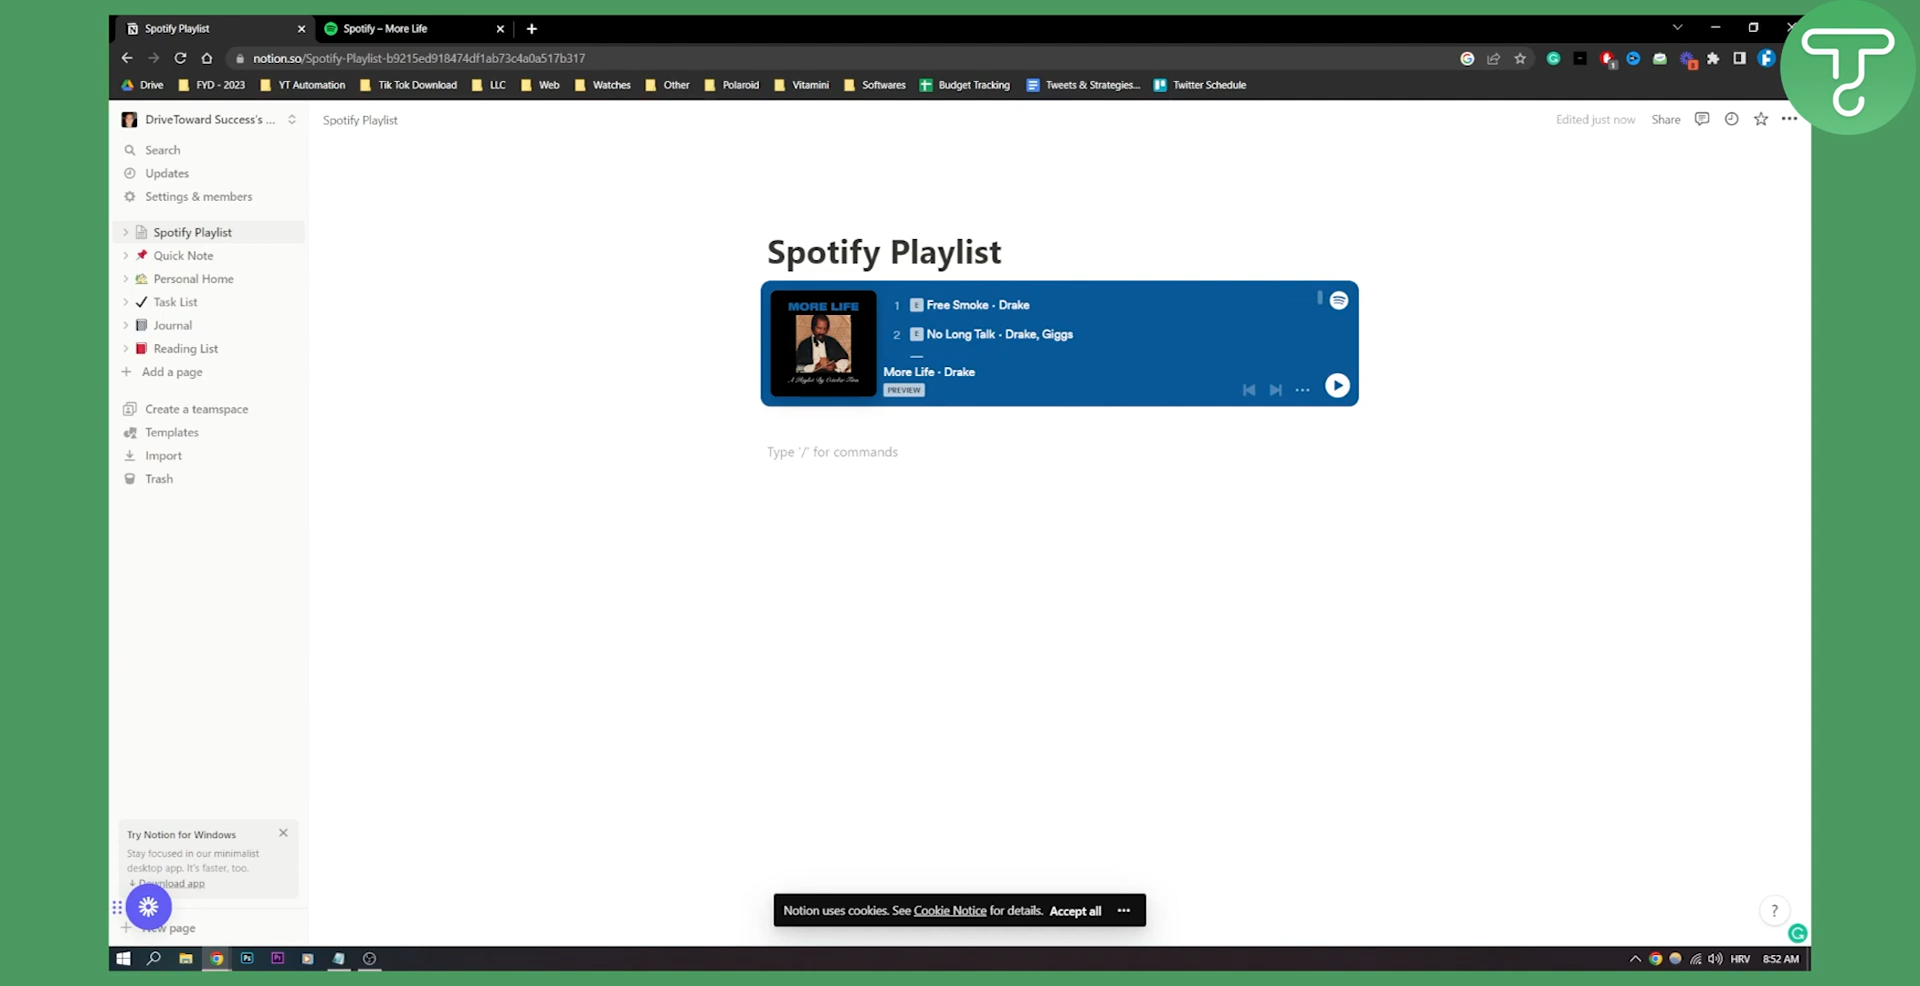 Spotify Playlist
Spotify – More Life
notion.so/Spotify-Playlist-b9215ed918474df1ab73c4a0a517b317
Drive
FYD - 2023
YT Automation
Tik Tok Download
LLC
Web
Watches
Other
Polaroid
Vitamini
Softwares
Budget Tracking
Tweets & Strategies...
Twitter Schedule
DriveToward Success's ...
Spotify Playlist
Edited just now
Share
Search
Updates
Settings & members
Spotify Playlist
Quick Note
Personal Home
Task List
Journal
Reading List
Add a page
Create a teamspace
Templates
Import
Trash
Spotify Playlist
MORE LIFE
1 E Free Smoke · Drake
2 E No Long Talk · Drake, Giggs
More Life · Drake
PREVIEW
Type '/' for commands
Try Notion for Windows
Stay focused in our minimalist
desktop app. It's faster, too.
Download app
New page
Notion uses cookies. See Cookie Notice for details. Accept all
?
Ps
Pr
HRV
8:52 AM